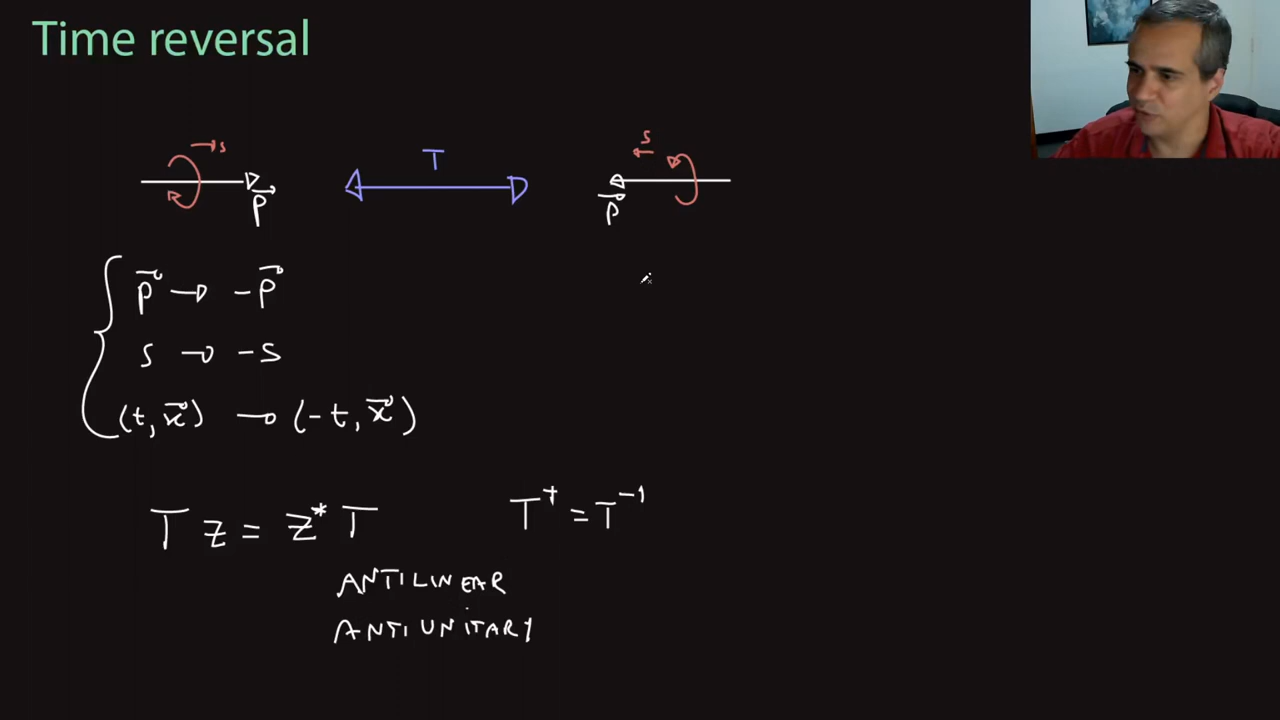 Time reversal
s T s
p⃗ p⃗
p⃗ → -p⃗
s → -s
(t, x⃗) → (-t, x⃗)
T z = z* T T† = T⁻¹
ANTILINEAR
ANTIUNITARY